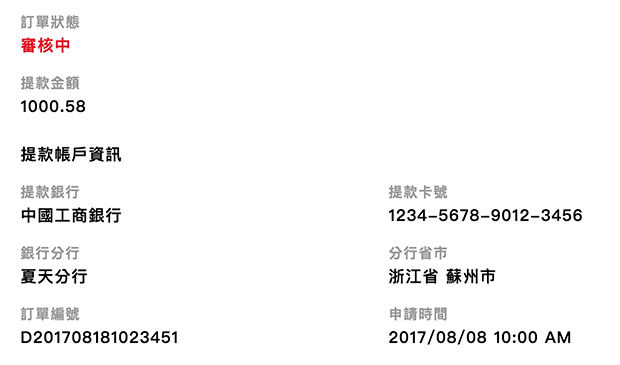 訂單狀態
審核中
提款金額
1000.58
提款帳戶資訊
提款銀行
中國工商銀行
提款卡號
1234-5678-9012-3456
銀行分行
夏天分行
分行省市
浙江省 蘇州市
訂單編號
D201708181023451
申請時間
2017/08/08 10:00 AM